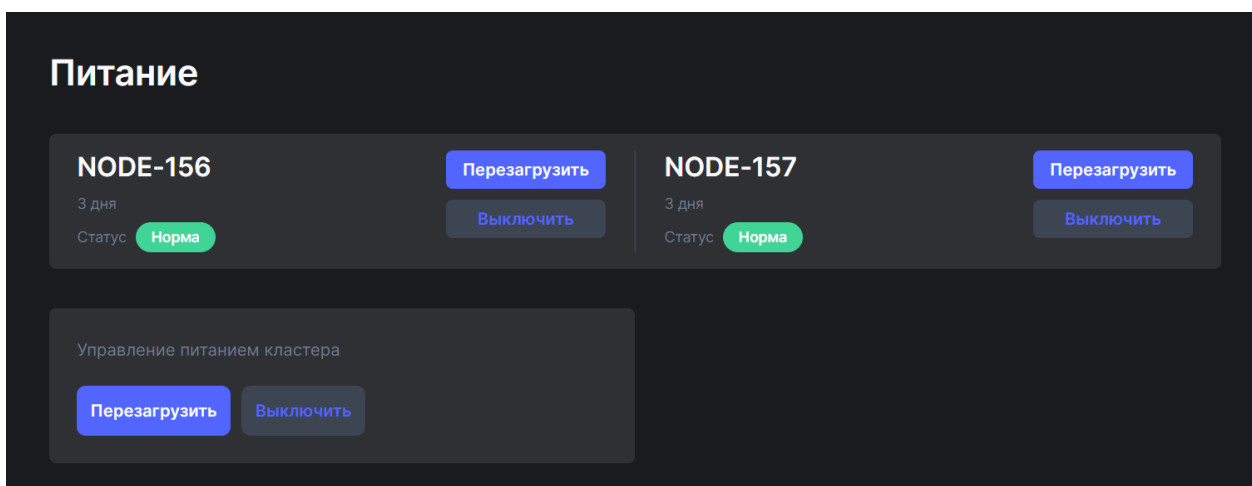 Питание
NODE-156
3 дня
Статус Норма
Перезагрузить
Выключить
NODE-157
3 дня
Статус Норма
Перезагрузить
Выключить
Управление питанием кластера
Перезагрузить Выключить